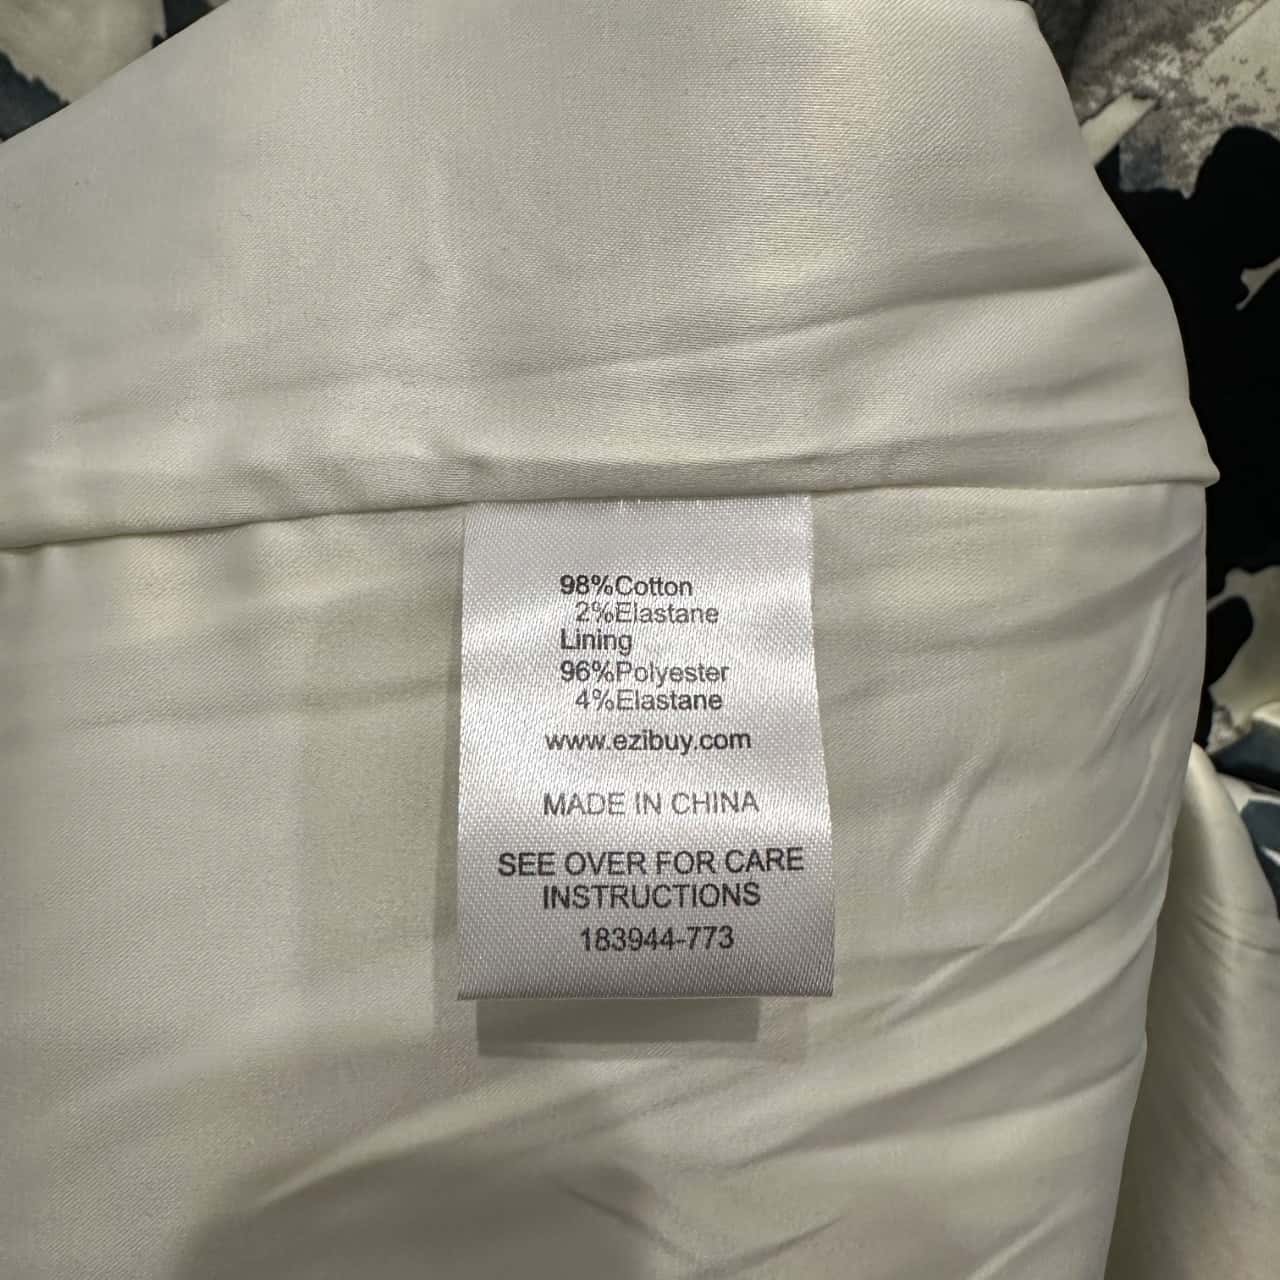 98%Cotton
2%Elastane
Lining
96%Polyester
4%Elastane
www.ezibuy.com
MADE IN CHINA
SEE OVER FOR CARE
INSTRUCTIONS
183944-773